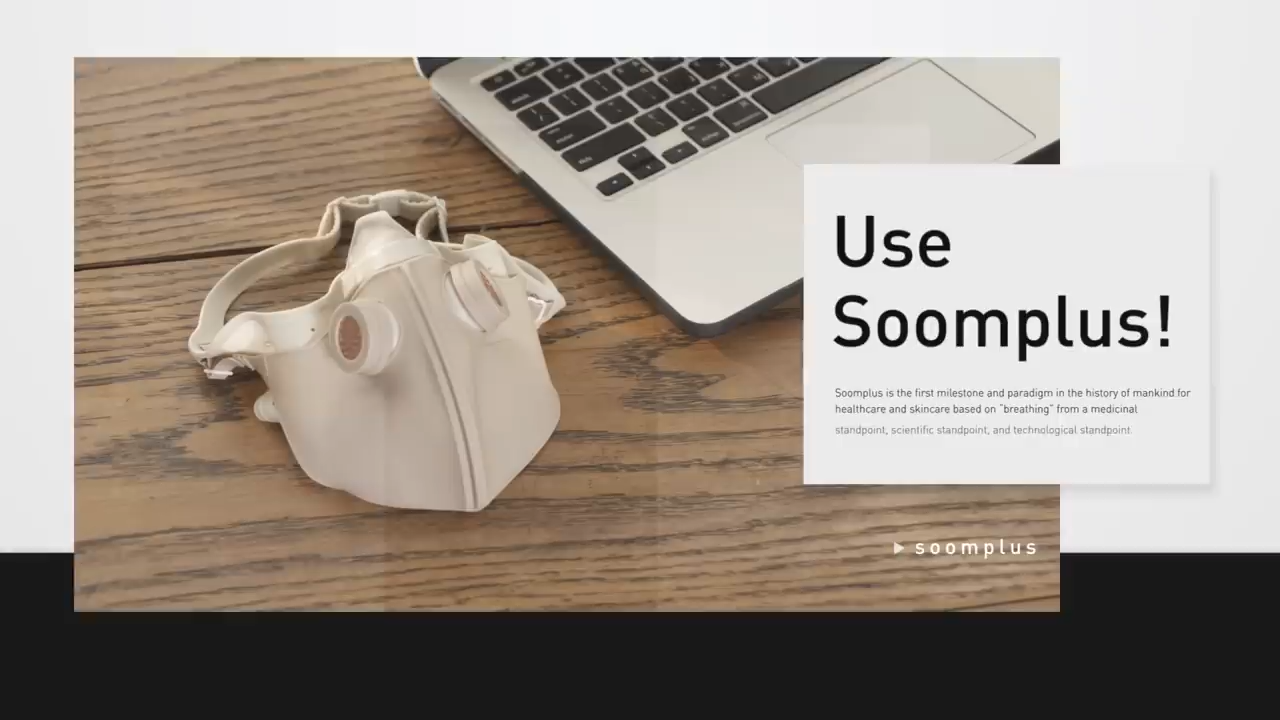 Use
Soomplus!
Soomplus is the first milestone and paradigm in the history of mankind for
healthcare and skincare based on "breathing" from a medicinal
standpoint, scientific standpoint, and technological standpoint.
soomplus